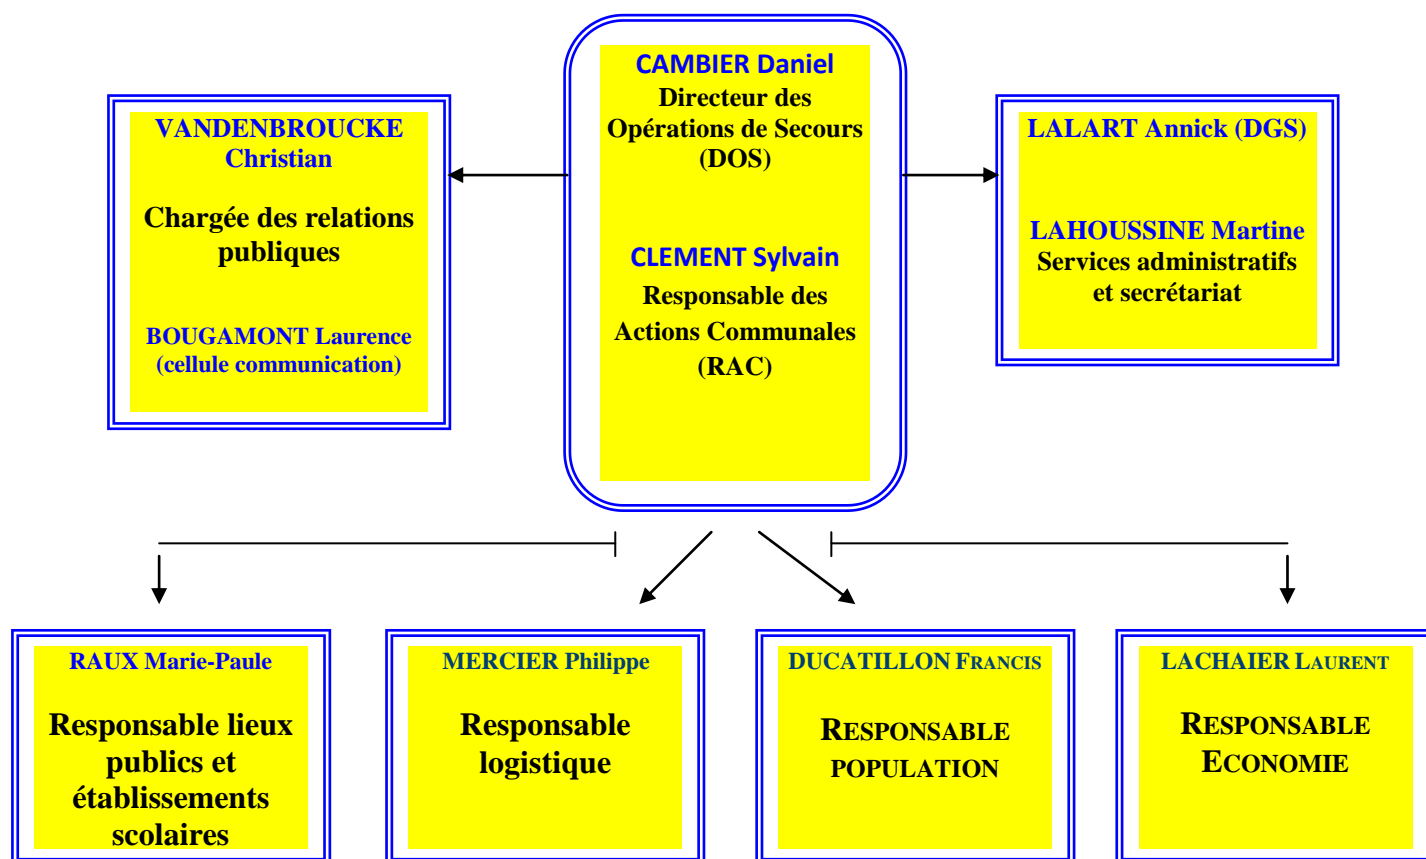 CAMBIER Daniel
Directeur des
Opérations de Secours
(DOS)
CLEMENT Sylvain
Responsable des
Actions Communales
(RAC)
VANDENBROUCKE
Christian
Chargée des relations
publiques
BOUGAMONT Laurence
(cellule communication)
LALART Annick (DGS)
LAHOUSSINE Martine
Services administratifs
et secrétariat
RAUX Marie-Paule
Responsable lieux
publics et
établissements
scolaires
MERCIER Philippe
Responsable
logistique
DUCATILLON FRANCIS
RESPONSABLE
POPULATION
LACHAIER LAURENT
RESPONSABLE
ECONOMIE